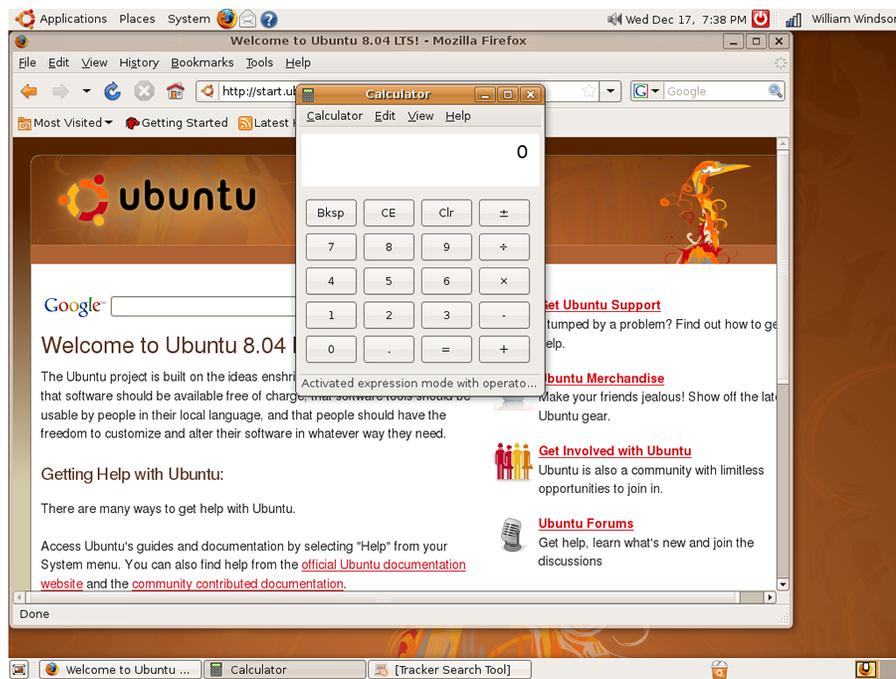 Applications Places System
Wed Dec 17, 7:38 PM
William Windsor
Welcome to Ubuntu 8.04 LTS! - Mozilla Firefox
File Edit View History Bookmarks Tools Help
http://start.ub
G Google
Most Visited Getting Started Latest
Calculator
Calculator Edit View Help
0
Bksp CE Clr ±
7 8 9 ÷
4 5 6 ×
1 2 3 -
0 . = +
Activated expression mode with operato...
ubuntu
Google
Welcome to Ubuntu 8.04
The Ubuntu project is built on the ideas enshri
that software should be available free of charge, that software tools should be
usable by people in their local language, and that people should have the
freedom to customize and alter their software in whatever way they need.
Getting Help with Ubuntu:
There are many ways to get help with Ubuntu.
Access Ubuntu's guides and documentation by selecting "Help" from your
System menu. You can also find help from the official Ubuntu documentation
website and the community contributed documentation.
Get Ubuntu Support
tumped by a problem? Find out how to ge
elp.
Ubuntu Merchandise
Make your friends jealous! Show off the late
Ubuntu gear.
Get Involved with Ubuntu
Ubuntu is also a community with limitless
opportunities to join in.
Ubuntu Forums
Get help, learn what's new and join the
discussions
Done
Welcome to Ubuntu ...
Calculator
[Tracker Search Tool]